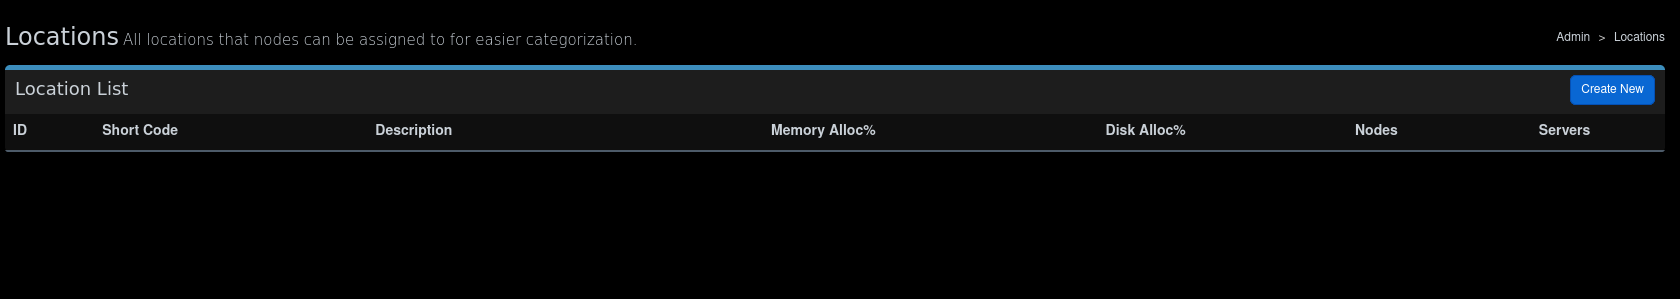 Locations All locations that nodes can be assigned to for easier categorization.
Admin > Locations
Location List
Create New
ID Short Code Description Memory Alloc% Disk Alloc% Nodes Servers